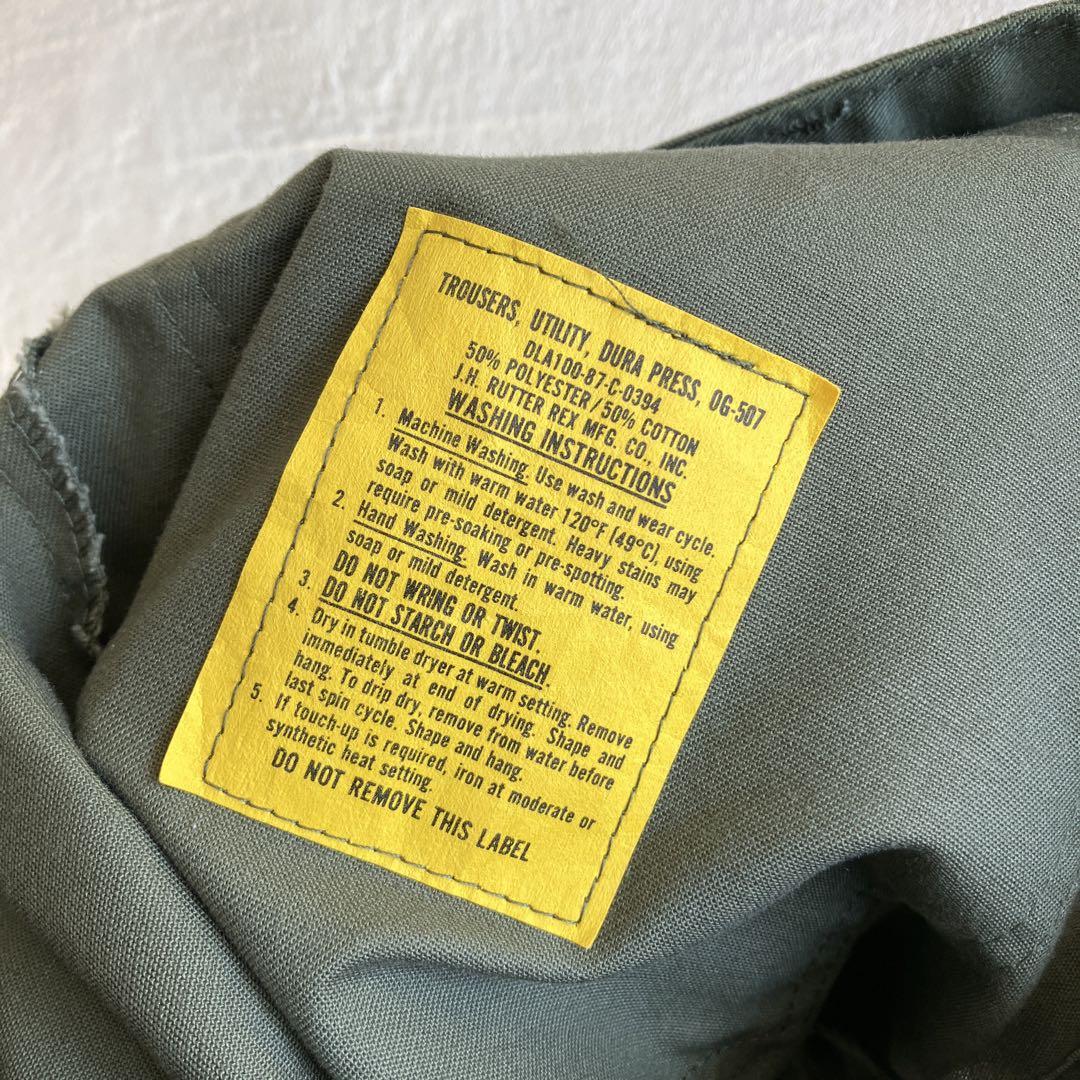 TROUSERS, UTILITY, DURA PRESS, OG-507
DLA100-87-C-0394
50% POLYESTER/50% COTTON
J.H. RUTTER REX MFG. CO., INC.
WASHING INSTRUCTIONS
1. Machine Washing. Use wash and wear cycle.
Wash with warm water 120°F (49°C), using
soap or mild detergent. Heavy stains may
require pre-soaking or pre-spotting.
2. Hand Washing. Wash in warm water, using
soap or mild detergent.
DO NOT WRING OR TWIST.
3. DO NOT STARCH OR BLEACH.
4. Dry in tumble dryer at warm setting. Remove
immediately at end of drying. Shape and
hang. To drip dry, remove from water before
last spin cycle. Shape and hang.
5. If touch-up is required, iron at moderate or
synthetic heat setting.
DO NOT REMOVE THIS LABEL